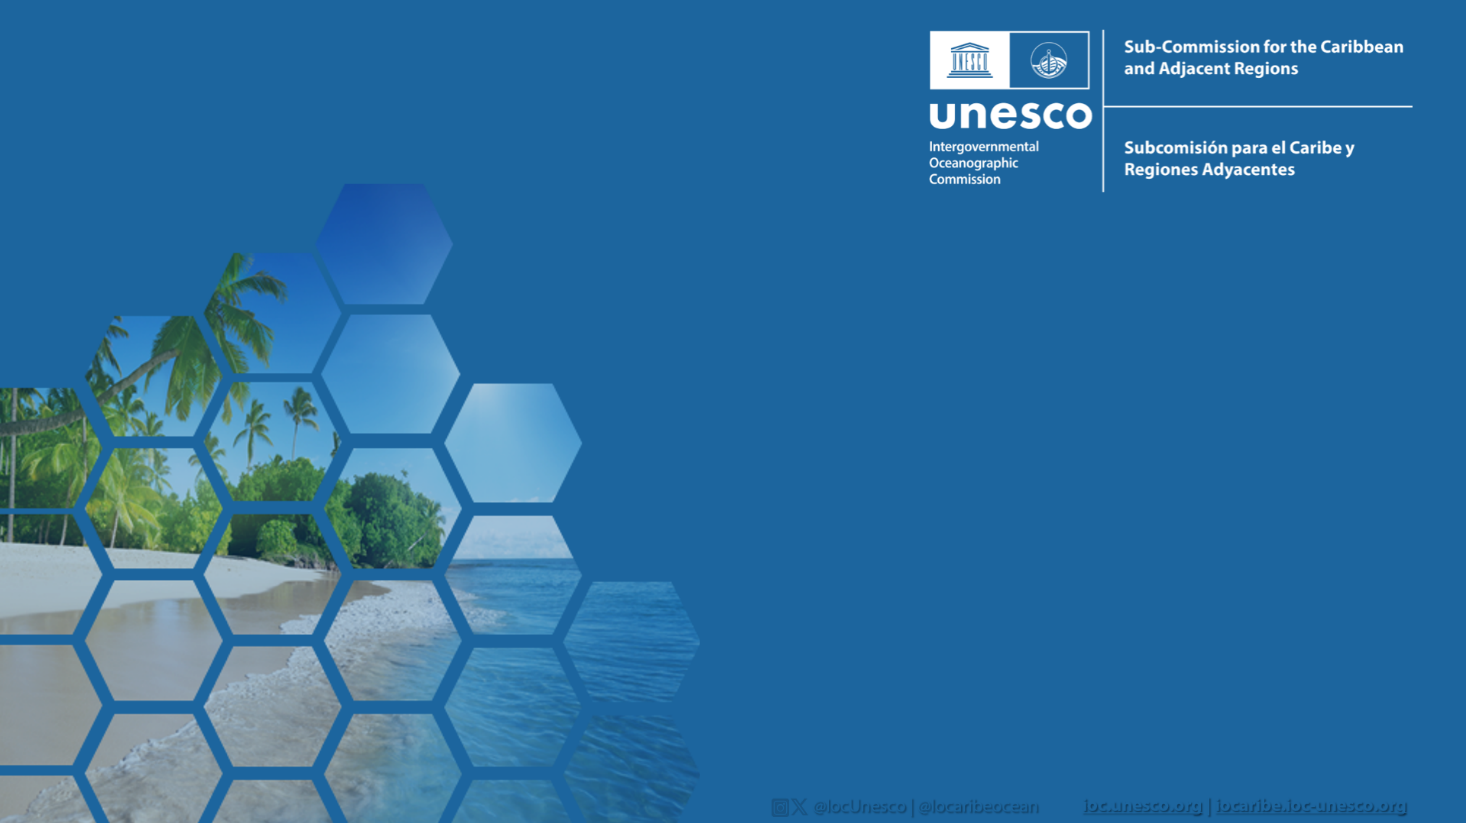 UNESCO
unesco
Intergovernmental
Oceanographic
Commission
Sub-Commission for the Caribbean
and Adjacent Regions
Subcomisión para el Caribe y
Regiones Adyacentes
@IocUnesco | @Iocaribeocean
ioc.unesco.org | iocaribe.ioc-unesco.org